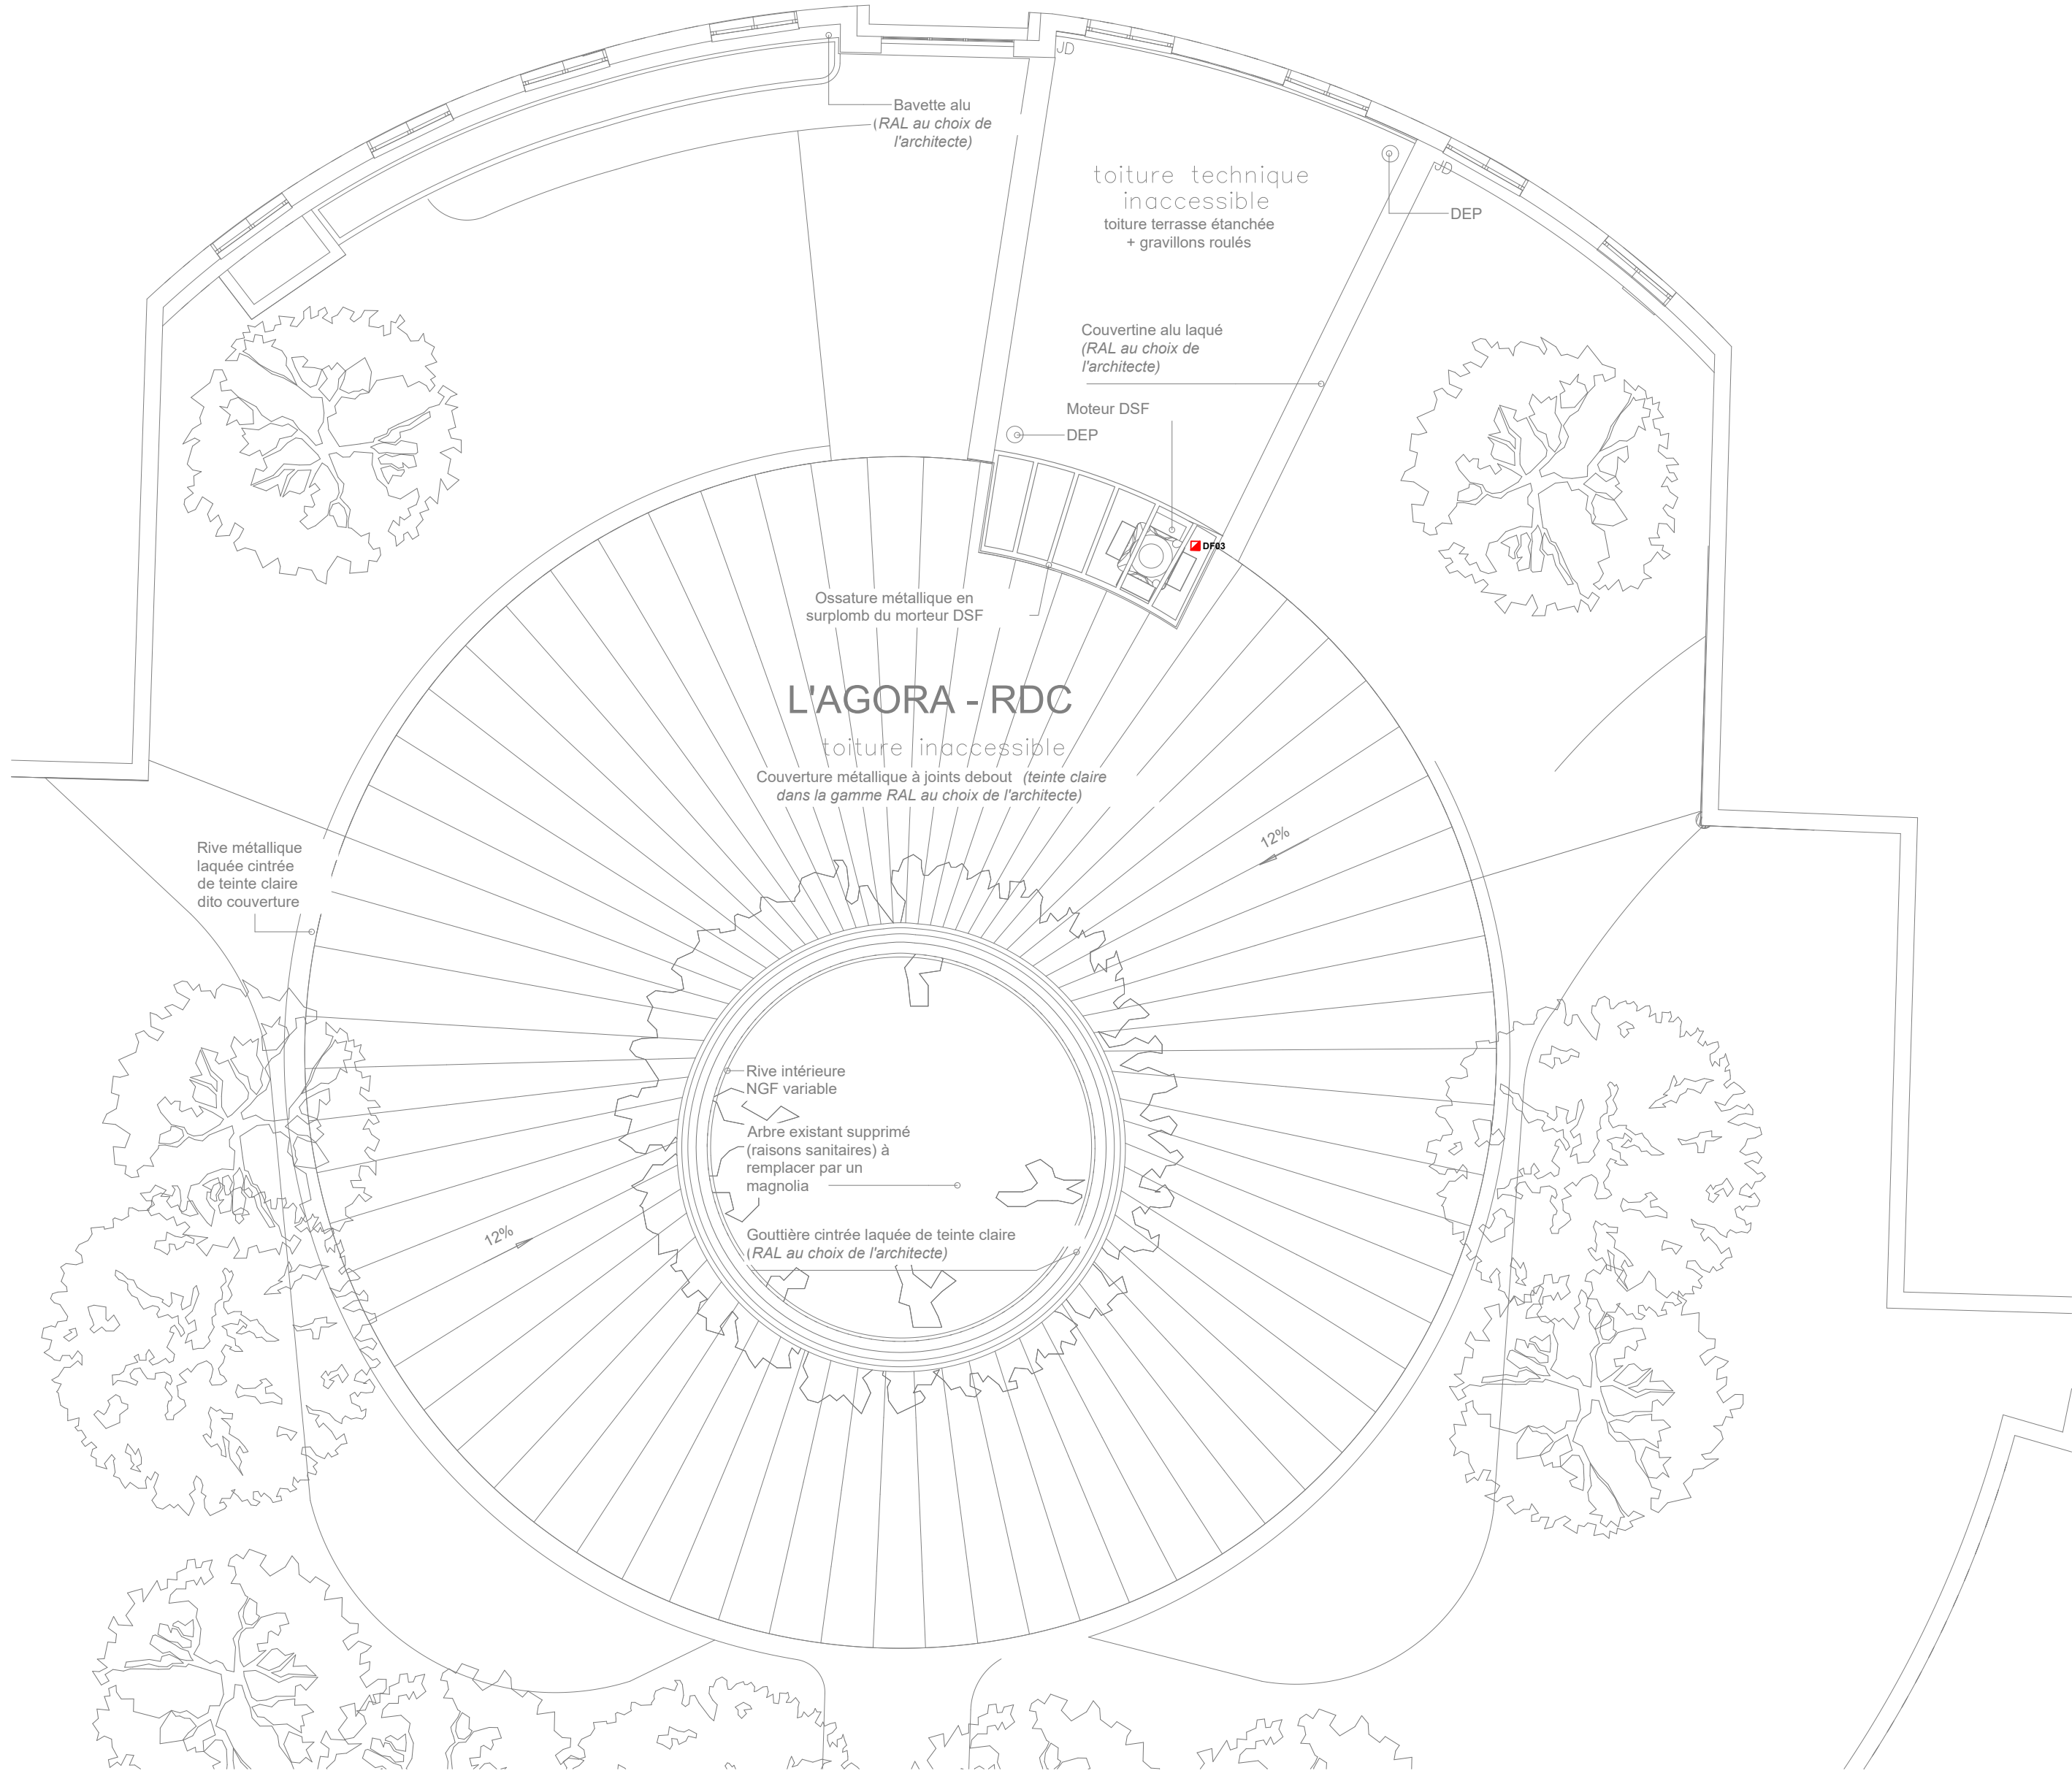 JD
Bavette alu
(RAL au choix de
l'architecte)
toiture technique
inaccessible
toiture terrasse étanchée
+ gravillons roulés
JD
DEP
Couvertine alu laqué
(RAL au choix de
l'architecte)
Moteur DSF
DEP
DF03
Ossature métallique en
surplomb du morteur DSF
L'AGORA - RDC
toiture inaccessible
Couverture métallique à joints debout (teinte claire
dans la gamme RAL au choix de l'architecte)
12%
Rive métallique
laquée cintrée
de teinte claire
dito couverture
Rive intérieure
NGF variable
Arbre existant supprimé
(raisons sanitaires) à
remplacer par un
magnolia
12%
Gouttière cintrée laquée de teinte claire
(RAL au choix de l'architecte)